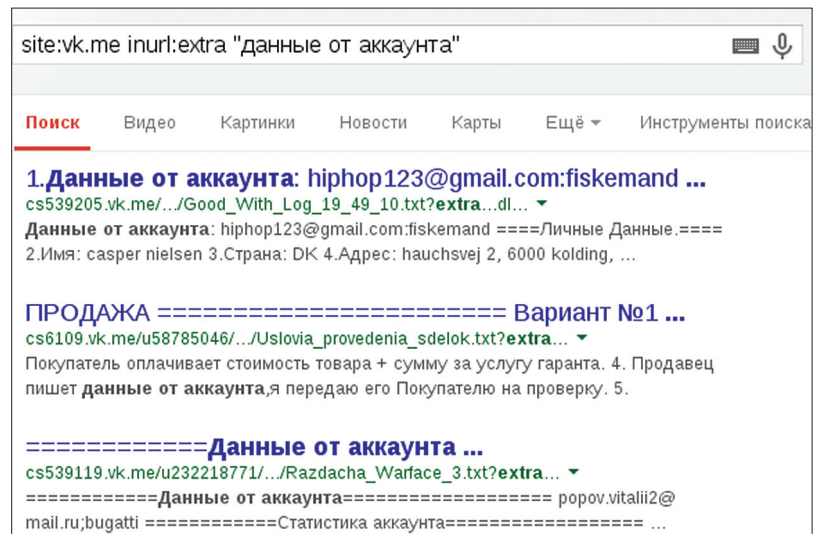 site:vk.me inurl:extra "данные от аккаунта"
Поиск Видео Картинки Новости Карты Ещё Инструменты поиска
1.Данные от аккаунта: hiphop123@gmail.com:fiskemand ...
cs539205.vk.me/.../Good_With_Log_19_49_10.txt?extra...dl...
Данные от аккаунта: hiphop123@gmail.com:fiskemand ====Личные Данные.====
2.Имя: casper nielsen 3.Страна: DK 4.Адрес: hauchsvej 2, 6000 kolding, ...
ПРОДАЖА ======================= Вариант №1 ...
cs6109.vk.me/u58785046/.../Uslovia_provedenia_sdelok.txt?extra...
Покупатель оплачивает стоимость товара + сумму за услугу гаранта. 4. Продавец
пишет данные от аккаунта,я передаю его Покупателю на проверку. 5.
============Данные от аккаунта ...
cs539119.vk.me/u232218771/.../Razdacha_Warface_3.txt?extra...
============Данные от аккаунта=================== popov.vitalii2@
mail.ru;bugatti ============Статистика аккаунта================== ...